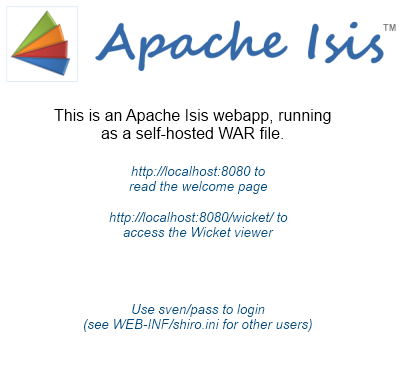 Apache Isis™
This is an Apache Isis webapp, running
as a self-hosted WAR file.
http://localhost:8080 to
read the welcome page
http://localhost:8080/wicket/ to
access the Wicket viewer
Use sven/pass to login
(see WEB-INF/shiro.ini for other users)